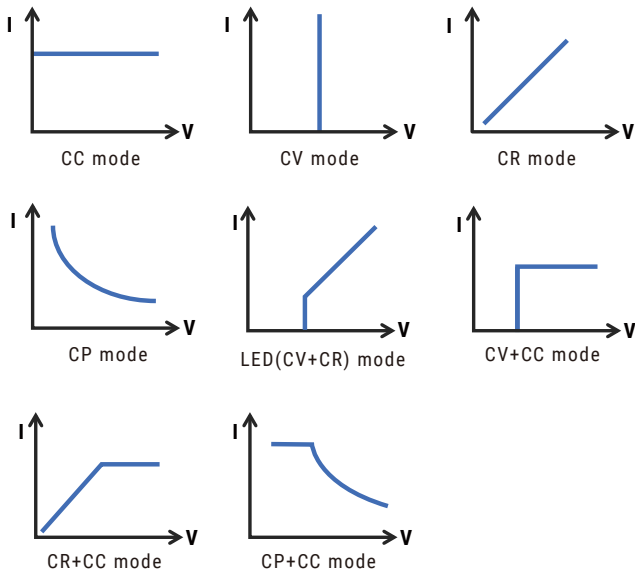 I
V
CC mode
I
V
CV mode
I
V
CR mode
I
V
CP mode
I
V
LED(CV+CR) mode
I
V
CV+CC mode
I
V
CR+CC mode
I
V
CP+CC mode